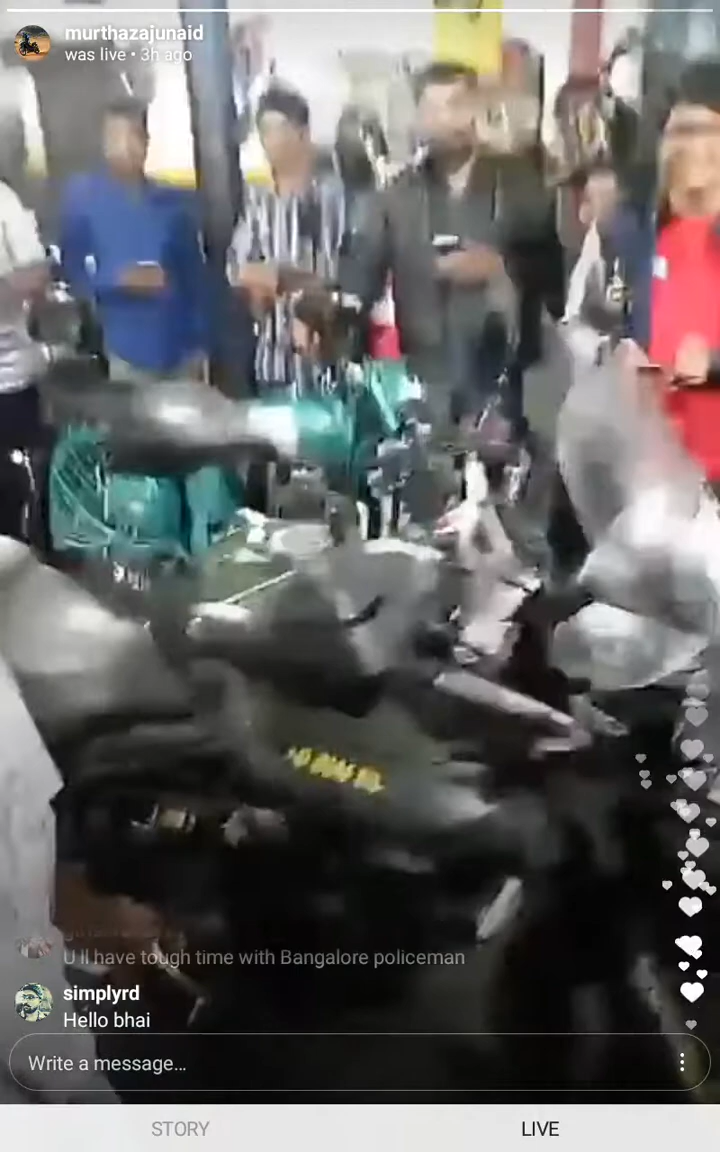 murthazajunaid
was live • 3h ago
U ll have tough time with Bangalore policeman
simplyrd
Hello bhai
Write a message...
STORY
LIVE